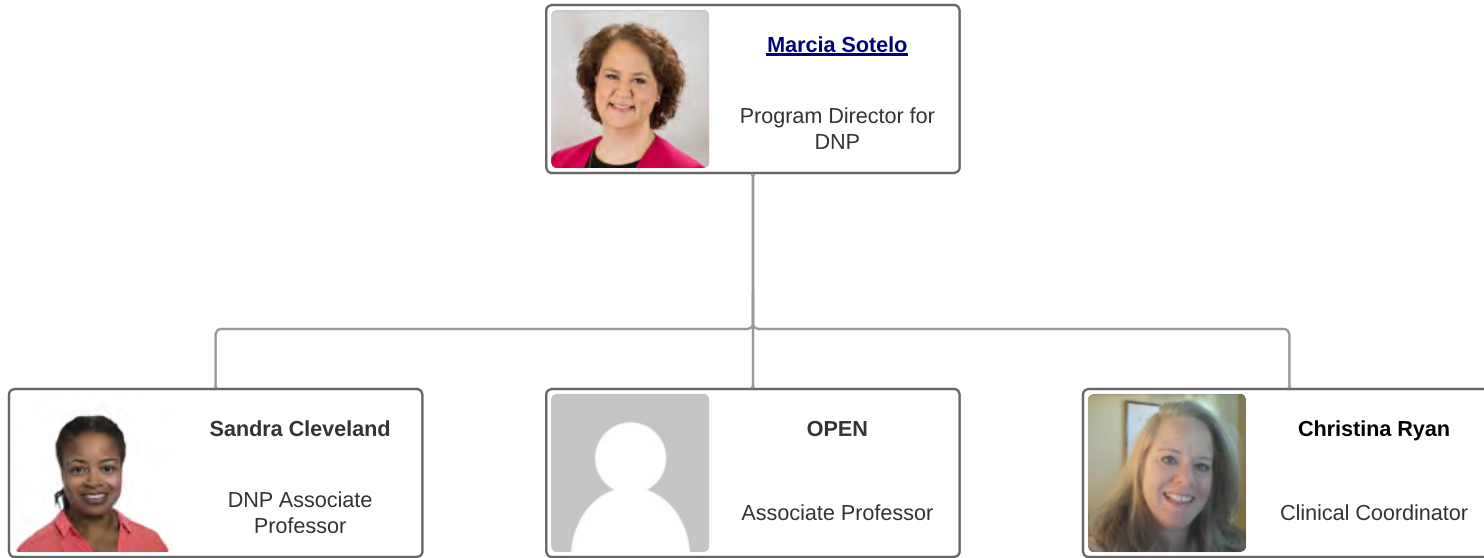 Marcia Sotelo
Program Director for
DNP
Sandra Cleveland
DNP Associate
Professor
OPEN
Associate Professor
Christina Ryan
Clinical Coordinator